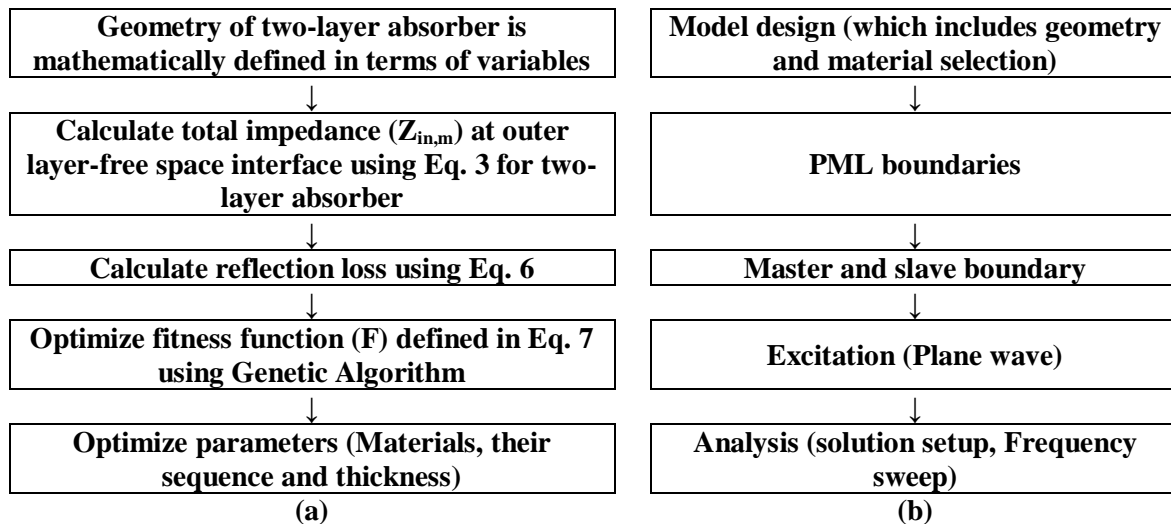 Geometry of two-layer absorber is
mathematically defined in terms of variables
↓
Calculate total impedance (Zin,m) at outer
layer-free space interface using Eq. 3 for two-
layer absorber
↓
Calculate reflection loss using Eq. 6
↓
Optimize fitness function (F) defined in Eq. 7
using Genetic Algorithm
↓
Optimize parameters (Materials, their
sequence and thickness)
(a)
Model design (which includes geometry
and material selection)
↓
PML boundaries
↓
Master and slave boundary
↓
Excitation (Plane wave)
↓
Analysis (solution setup, Frequency
sweep)
(b)